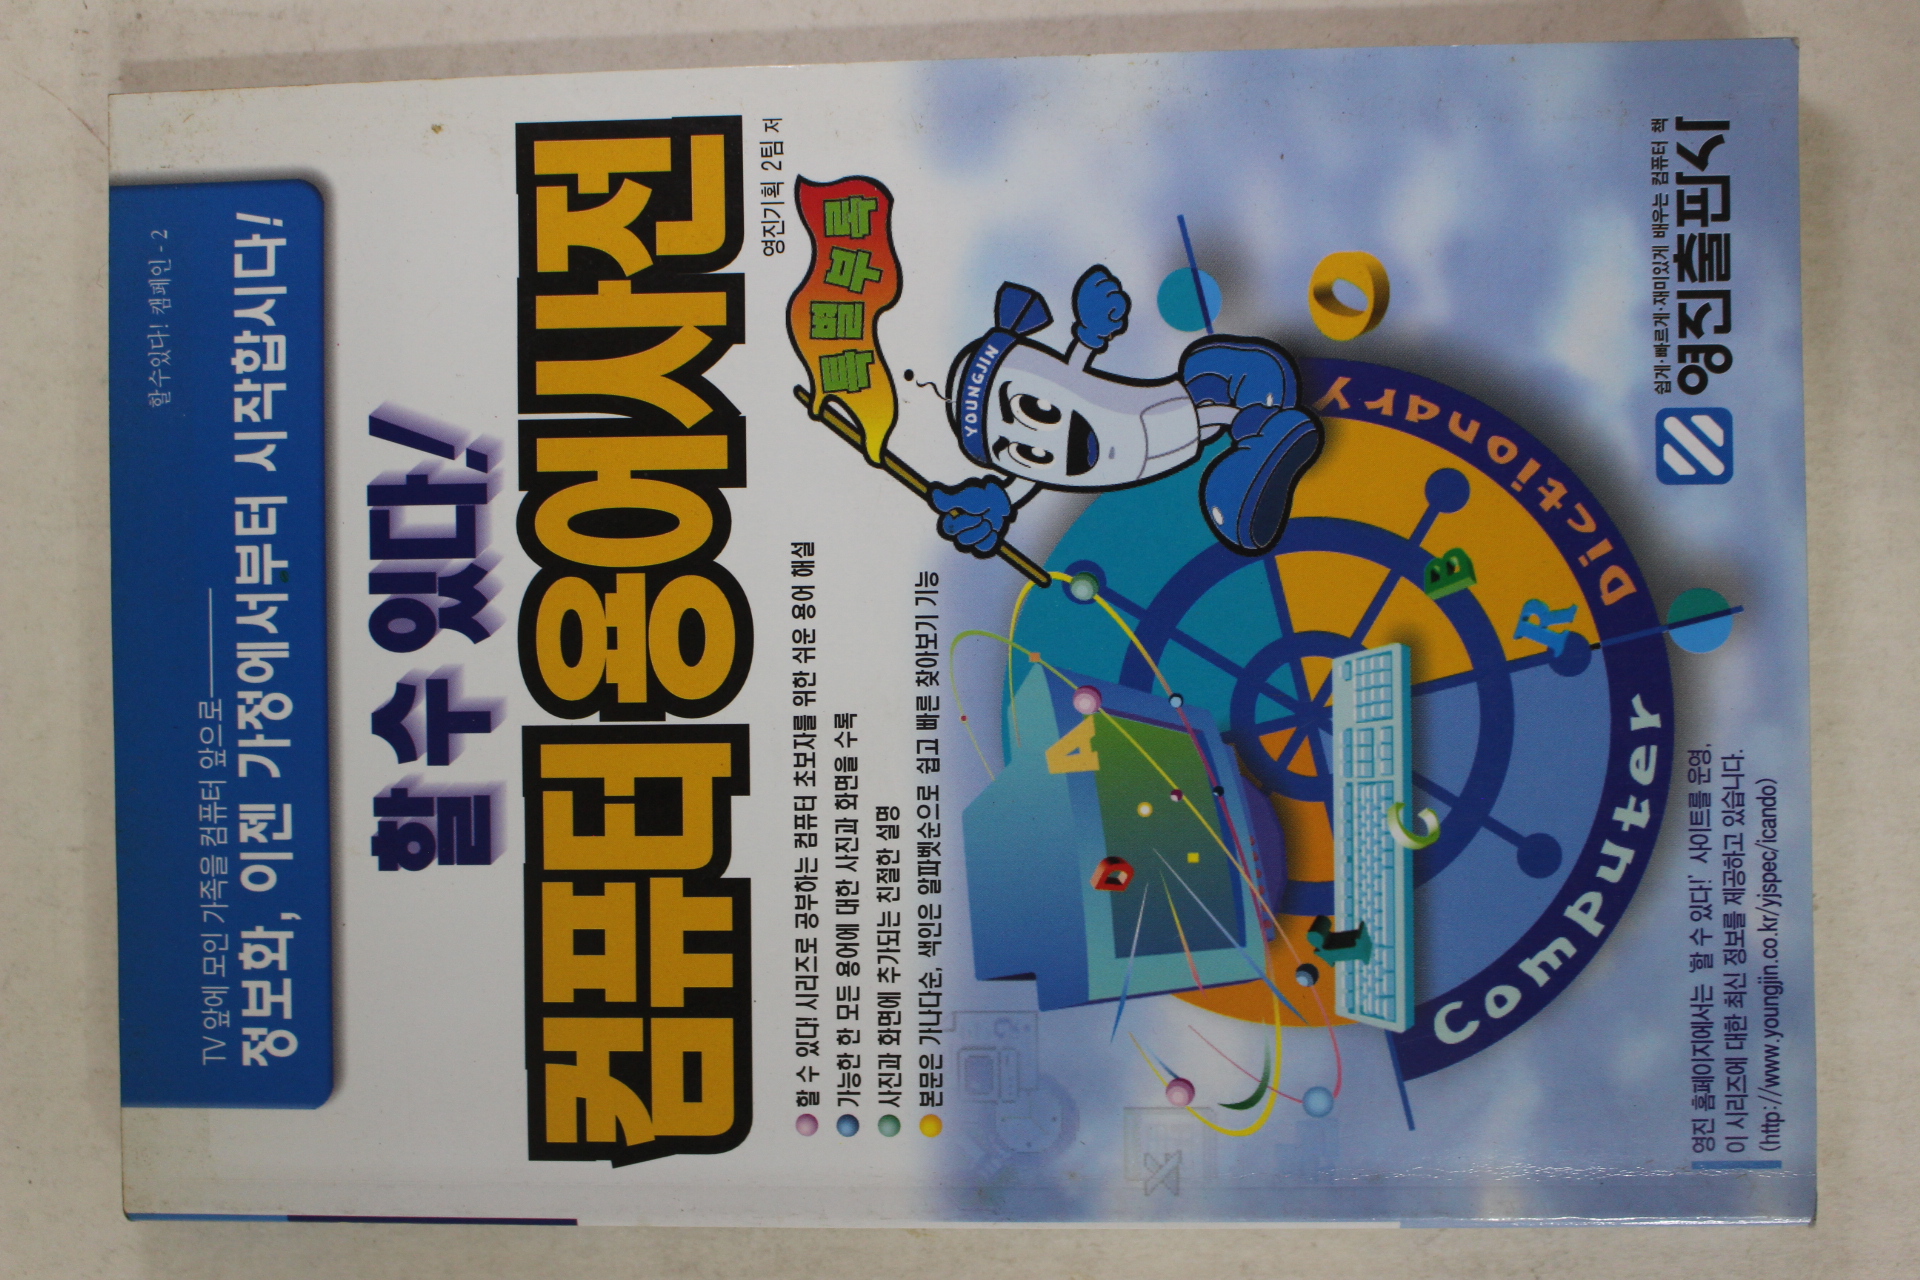 할수있다! 캠페인 - 2
TV 앞에 모인 가족을 컴퓨터 앞으로
정보화, 이젠 가정에서부터 시작합시다!
할 수 있다!
컴퓨터용어사전
영진기획 2팀 저
할 수 있다! 시리즈로 공부하는 컴퓨터 초보자를 위한 쉬운 용어 해설
가능한 한 모든 용어에 대한 사진과 화면을 수록
사진과 화면에 추가되는 친절한 설명
본문은 가나다순, 색인은 알파벳순으로 쉽고 빠른 찾아보기 기능
특별부록
YOUNGJIN
A
D
C
B
R
O
Computer Dictionary
영진 홈페이지에서는 '할 수 있다!' 사이트를 운영,
이 시리즈에 대한 최신 정보를 제공하고 있습니다.
(http://www.youngjin.co.kr/yjspec/icando)
쉽게·빠르게·재미있게 배우는 컴퓨터 책
영진출판사